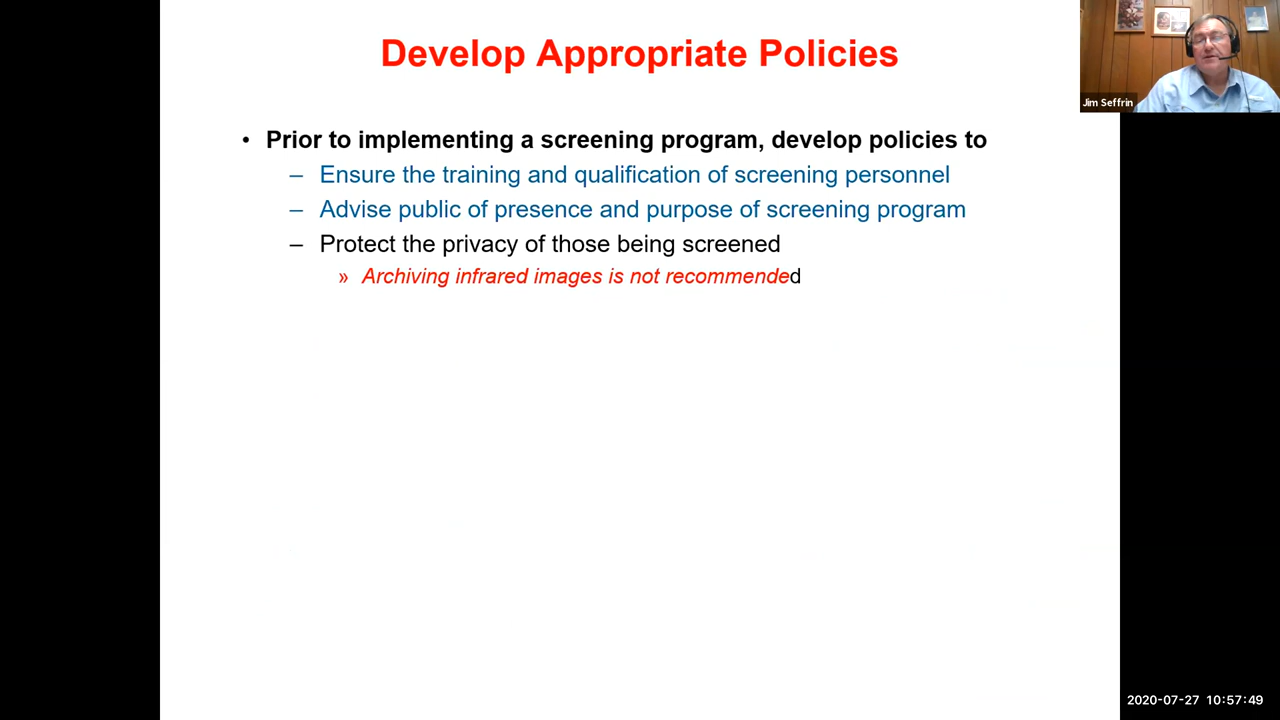 Develop Appropriate Policies
Jim Seffrin
• Prior to implementing a screening program, develop policies to
– Ensure the training and qualification of screening personnel
– Advise public of presence and purpose of screening program
– Protect the privacy of those being screened
» Archiving infrared images is not recommended
2020-07-27 10:57:49